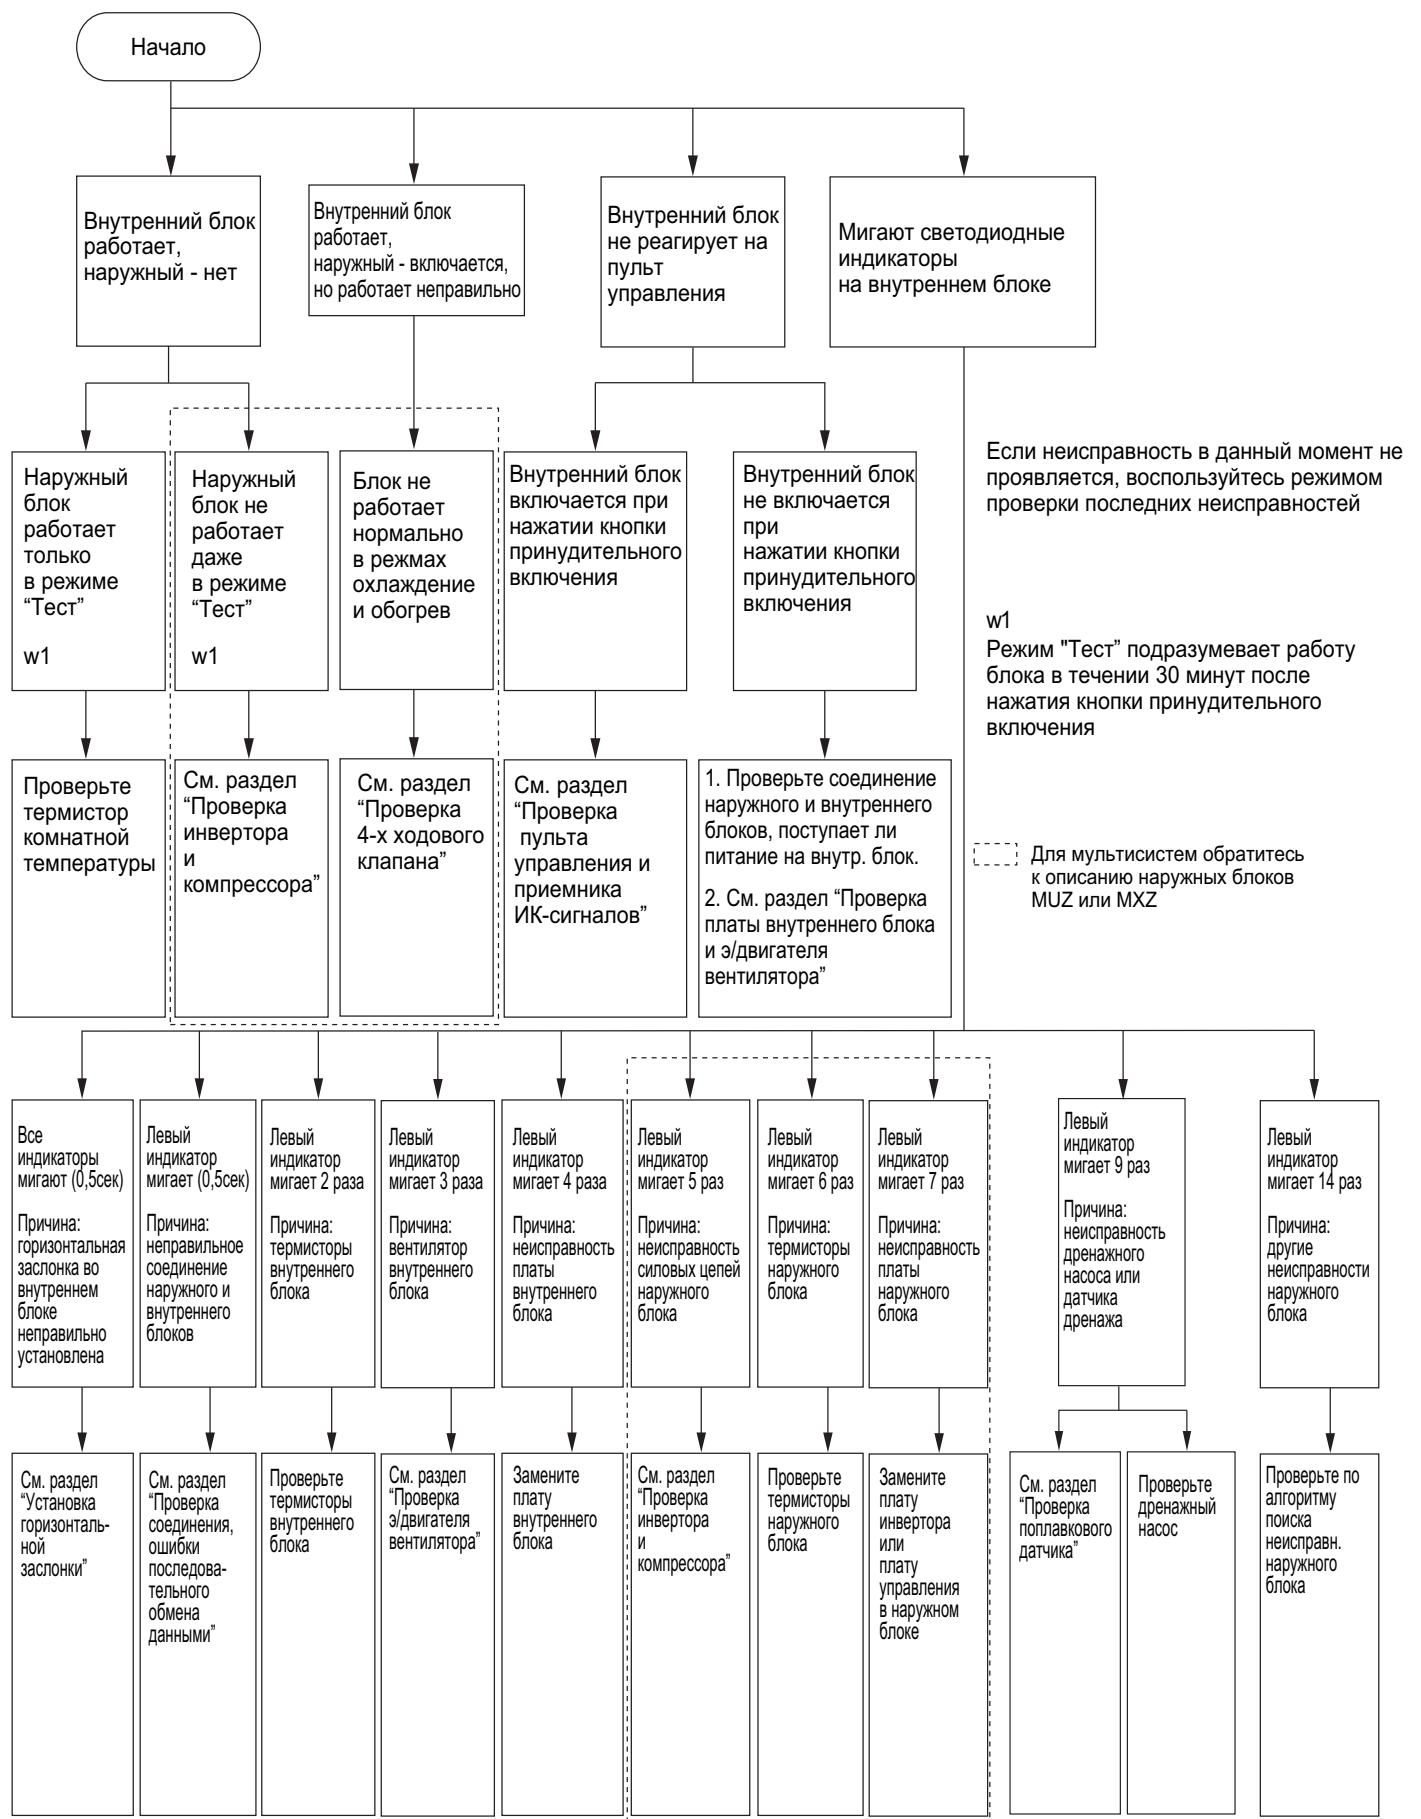 Начало
Внутренний блок
работает,
наружный - нет
Внутренний блок
работает,
наружный - включается,
но работает неправильно
Внутренний блок
не реагирует на
пульт
управления
Мигают светодиодные
индикаторы
на внутреннем блоке
Наружный
блок
работает
только
в режиме
“Тест”
w1
Наружный
блок не
работает
даже
в режиме
“Тест”
w1
Блок не
работает
нормально
в режмах
охлаждение
и обогрев
Внутренний блок
включается при
нажатии кнопки
принудительного
включения
Внутренний блок
не включается
при
нажатии кнопки
принудительного
включения
Если неисправность в данный момент не
проявляется, воспользуйтесь режимом
проверки последних неисправностей
w1
Режим "Тест” подразумевает работу
блока в течении 30 минут после
нажатия кнопки принудительного
включения
Проверьте
термистор
комнатной
температуры
См. раздел
“Проверка
инвертора
и
компрессора”
См. раздел
“Проверка
4-х ходового
клапана”
См. раздел
“Проверка
пульта
управления и
приемника
ИК-сигналов”
1. Проверьте соединение
наружного и внутреннего
блоков, поступает ли
питание на внутр. блок.
2. См. раздел “Проверка
платы внутреннего блока
и э/двигателя
вентилятора”
Для мультисистем обратитесь
к описанию наружных блоков
MUZ или MXZ
Все
индикаторы
мигают (0,5сек)
Причина:
горизонтальная
заслонка во
внутреннем
блоке
неправильно
установлена
Левый
индикатор
мигает (0,5сек)
Причина:
неправильное
соединение
наружного и
внутреннего
блоков
Левый
индикатор
мигает 2 раза
Причина:
термисторы
внутреннего
блока
Левый
индикатор
мигает 3 раза
Причина:
вентилятор
внутреннего
блока
Левый
индикатор
мигает 4 раза
Причина:
неисправность
платы
внутреннего
блока
Левый
индикатор
мигает 5 раз
Причина:
неисправность
силовых цепей
наружного
блока
Левый
индикатор
мигает 6 раз
Причина:
термисторы
наружного
блока
Левый
индикатор
мигает 7 раз
Причина:
неисправность
платы
наружного
блока
Левый
индикатор
мигает 9 раз
Причина:
неисправность
дренажного
насоса или
датчика
дренажа
Левый
индикатор
мигает 14 раз
Причина:
другие
неисправности
наружного
блока
См. раздел
“Установка
горизонталь-
ной
заслонки”
См. раздел
“Проверка
соединения,
ошибки
последова-
тельного
обмена
данными”
Проверьте
термисторы
внутреннего
блока
См. раздел
“Проверка
э/двигателя
вентилятора”
Замените
плату
внутреннего
блока
См. раздел
“Проверка
инвертора
и
компрессора”
Проверьте
термисторы
наружного
блока
Замените
плату
инвертора
или
плату
управления
в наружном
блоке
См. раздел
“Проверка
поплавкового
датчика”
Проверьте
дренажный
насос
Проверьте по
алгоритму
поиска
неисправн.
наружного
блока